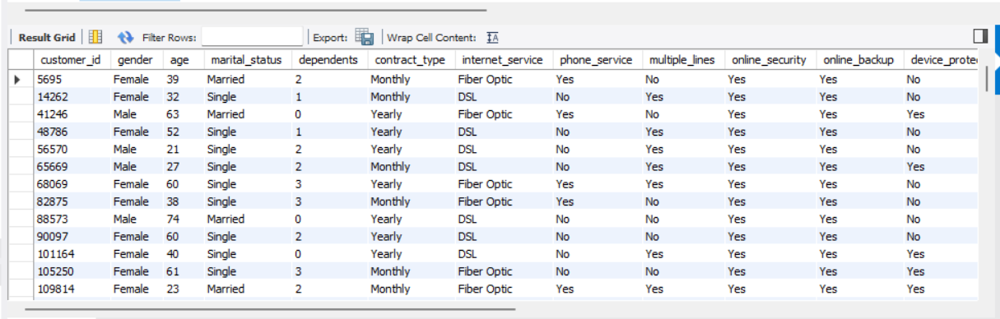 Result Grid Filter Rows: Export: Wrap Cell Content: IA
customer_id gender age marital_status dependents contract_type internet_service phone_service multiple_lines online_security online_backup device_protec
5695 Female 39 Married 2 Monthly Fiber Optic Yes No Yes Yes No
14262 Female 32 Single 1 Monthly DSL No Yes Yes Yes No
41246 Male 63 Married 0 Yearly Fiber Optic Yes No Yes Yes Yes
48786 Female 52 Single 1 Yearly DSL No Yes Yes Yes No
56570 Male 21 Single 2 Yearly DSL No Yes Yes Yes No
65669 Male 27 Single 2 Monthly DSL No Yes Yes Yes Yes
68069 Female 60 Single 3 Yearly Fiber Optic Yes Yes Yes Yes No
82875 Female 38 Single 3 Monthly Fiber Optic Yes No Yes Yes No
88573 Male 74 Married 0 Yearly DSL No No Yes Yes No
90097 Female 60 Single 2 Yearly DSL No No Yes Yes No
101164 Female 40 Single 0 Yearly DSL No Yes Yes Yes Yes
105250 Female 61 Single 3 Monthly Fiber Optic No No Yes Yes Yes
109814 Female 23 Married 2 Monthly Fiber Optic Yes Yes Yes Yes Yes